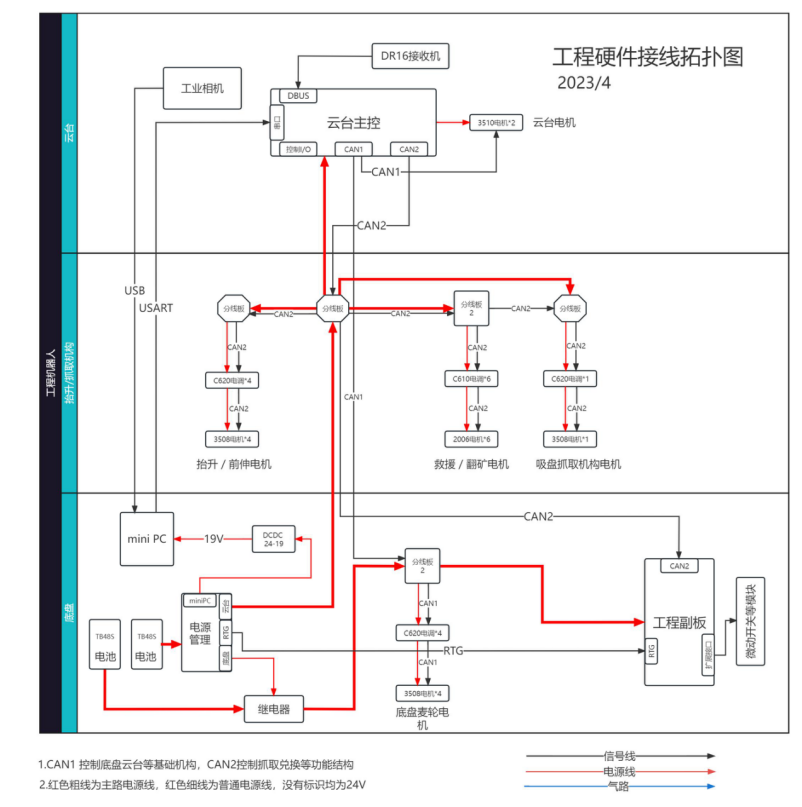 工程硬件接线拓扑图
2023/4
工程机器人
云台
DR16接收机
工业相机
DBUS
串口
云台主控
控制I/O
CAN1
CAN2
3510电机*2
云台电机
CAN1
CAN2
USB
USART
抬升/抓取机构
分线板
CAN2
分线板
CAN2
分线板
2
CAN2
分线板
CAN2
C620电调*4
CAN2
3508电机*4
抬升 / 前伸电机
CAN1
CAN2
C610电调*6
CAN2
2006电机*6
救援 / 翻矿电机
CAN2
C620电调*1
CAN2
3508电机*1
吸盘抓取机构电机
底盘
mini PC
19V
DCDC
24-19
CAN2
分线板
2
CAN1
C620电调*4
CAN1
3508电机*4
底盘麦轮电
机
TB48S
电池
TB48S
电池
miniPC
云台
电源
管理
RTG
底盘
继电器
RTG
CAN2
工程副板
RTG
扩展接口
微动开关等模块
1.CAN1 控制底盘云台等基础机构，CAN2控制抓取兑换等功能结构
2.红色粗线为主路电源线，红色细线为普通电源线，没有标识均为24V
信号线
电源线
气路